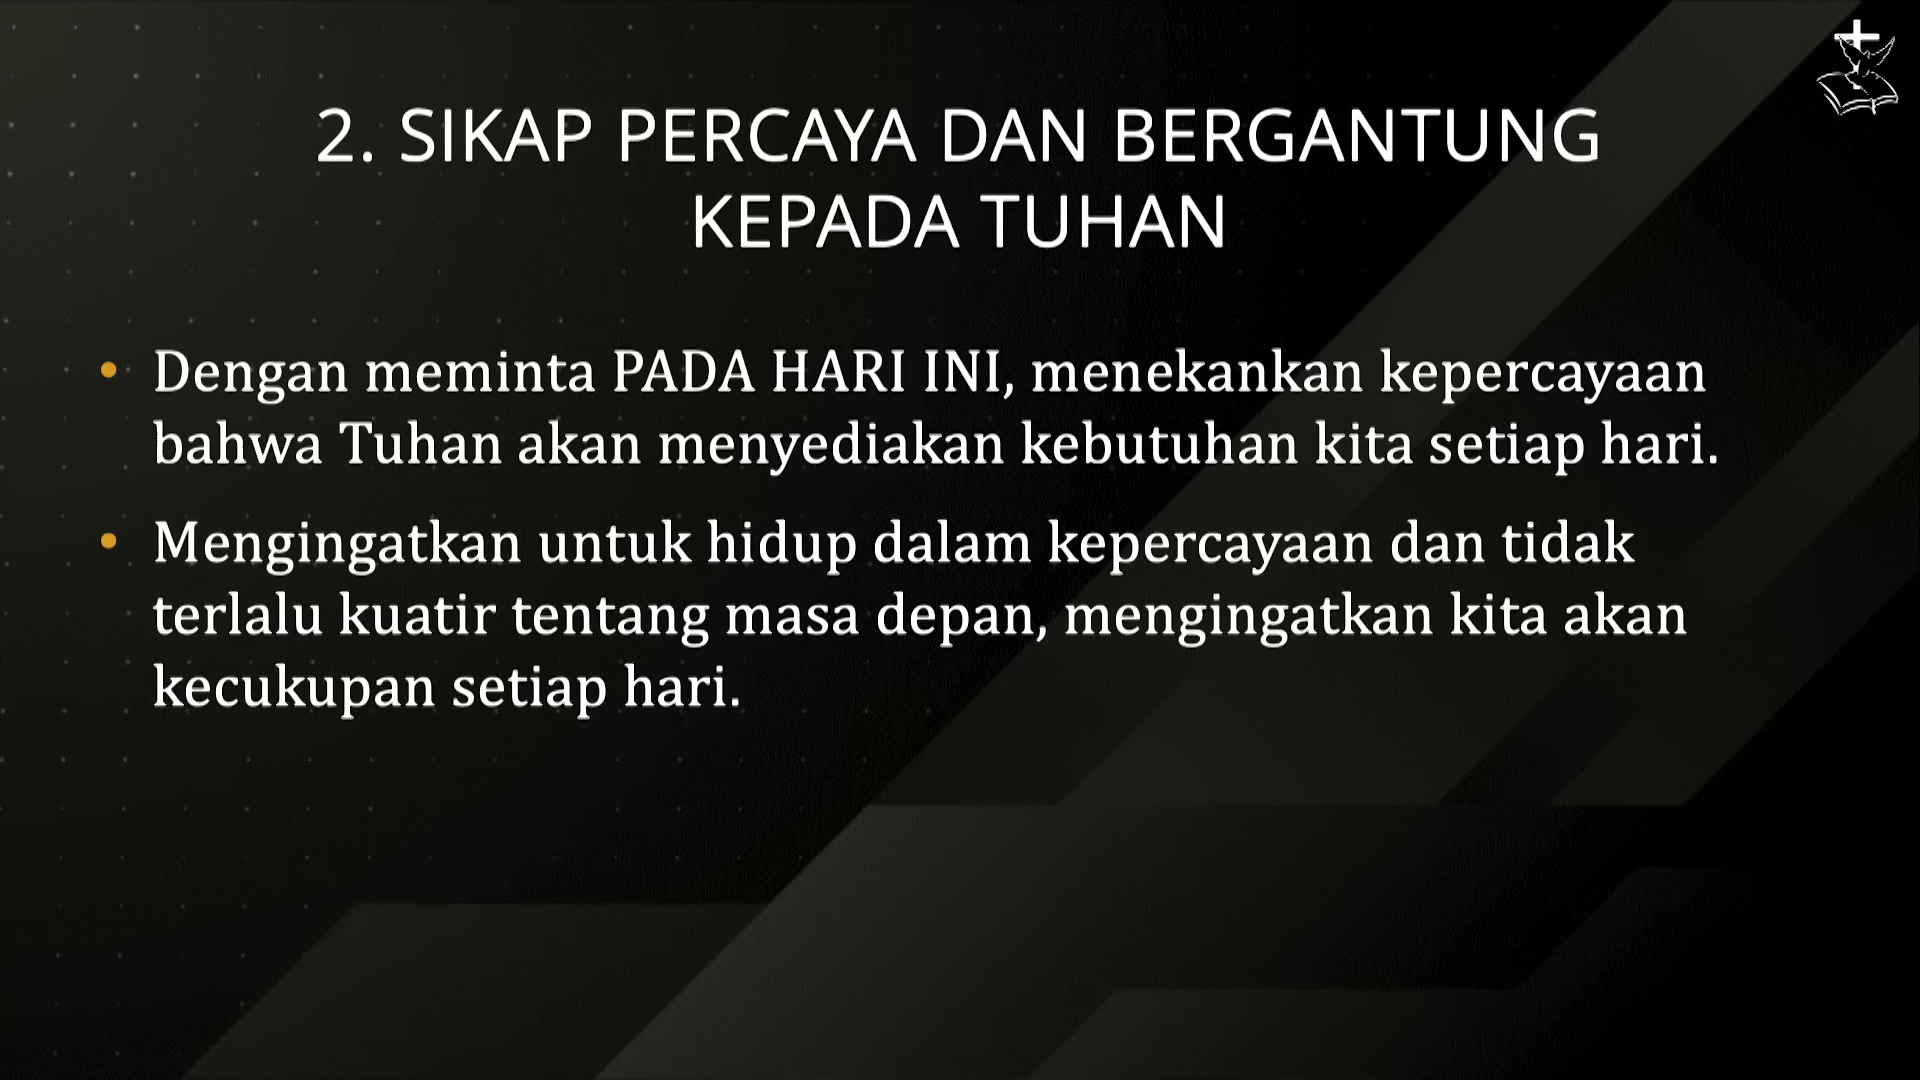 2. SIKAP PERCAYA DAN BERGANTUNG
KEPADA TUHAN
• Dengan meminta PADA HARI INI, menekankan kepercayaan
bahwa Tuhan akan menyediakan kebutuhan kita setiap hari.
• Mengingatkan untuk hidup dalam kepercayaan dan tidak
terlalu kuatir tentang masa depan, mengingatkan kita akan
kecukupan setiap hari.